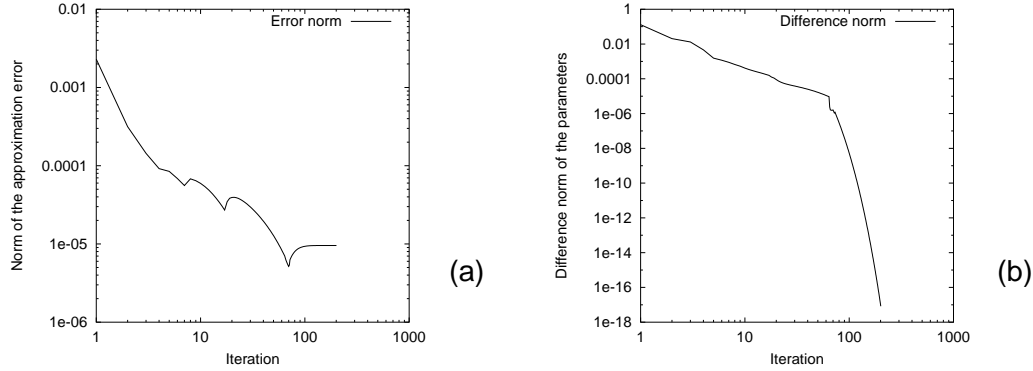 Norm of the approximation error
0.01
0.001
0.0001
1e-05
1e-06
1
10
100
1000
Iteration
Error norm
(a)
Difference norm of the parameters
1
0.01
0.0001
1e-06
1e-08
1e-10
1e-12
1e-14
1e-16
1e-18
1
10
100
1000
Iteration
Difference norm
(b)